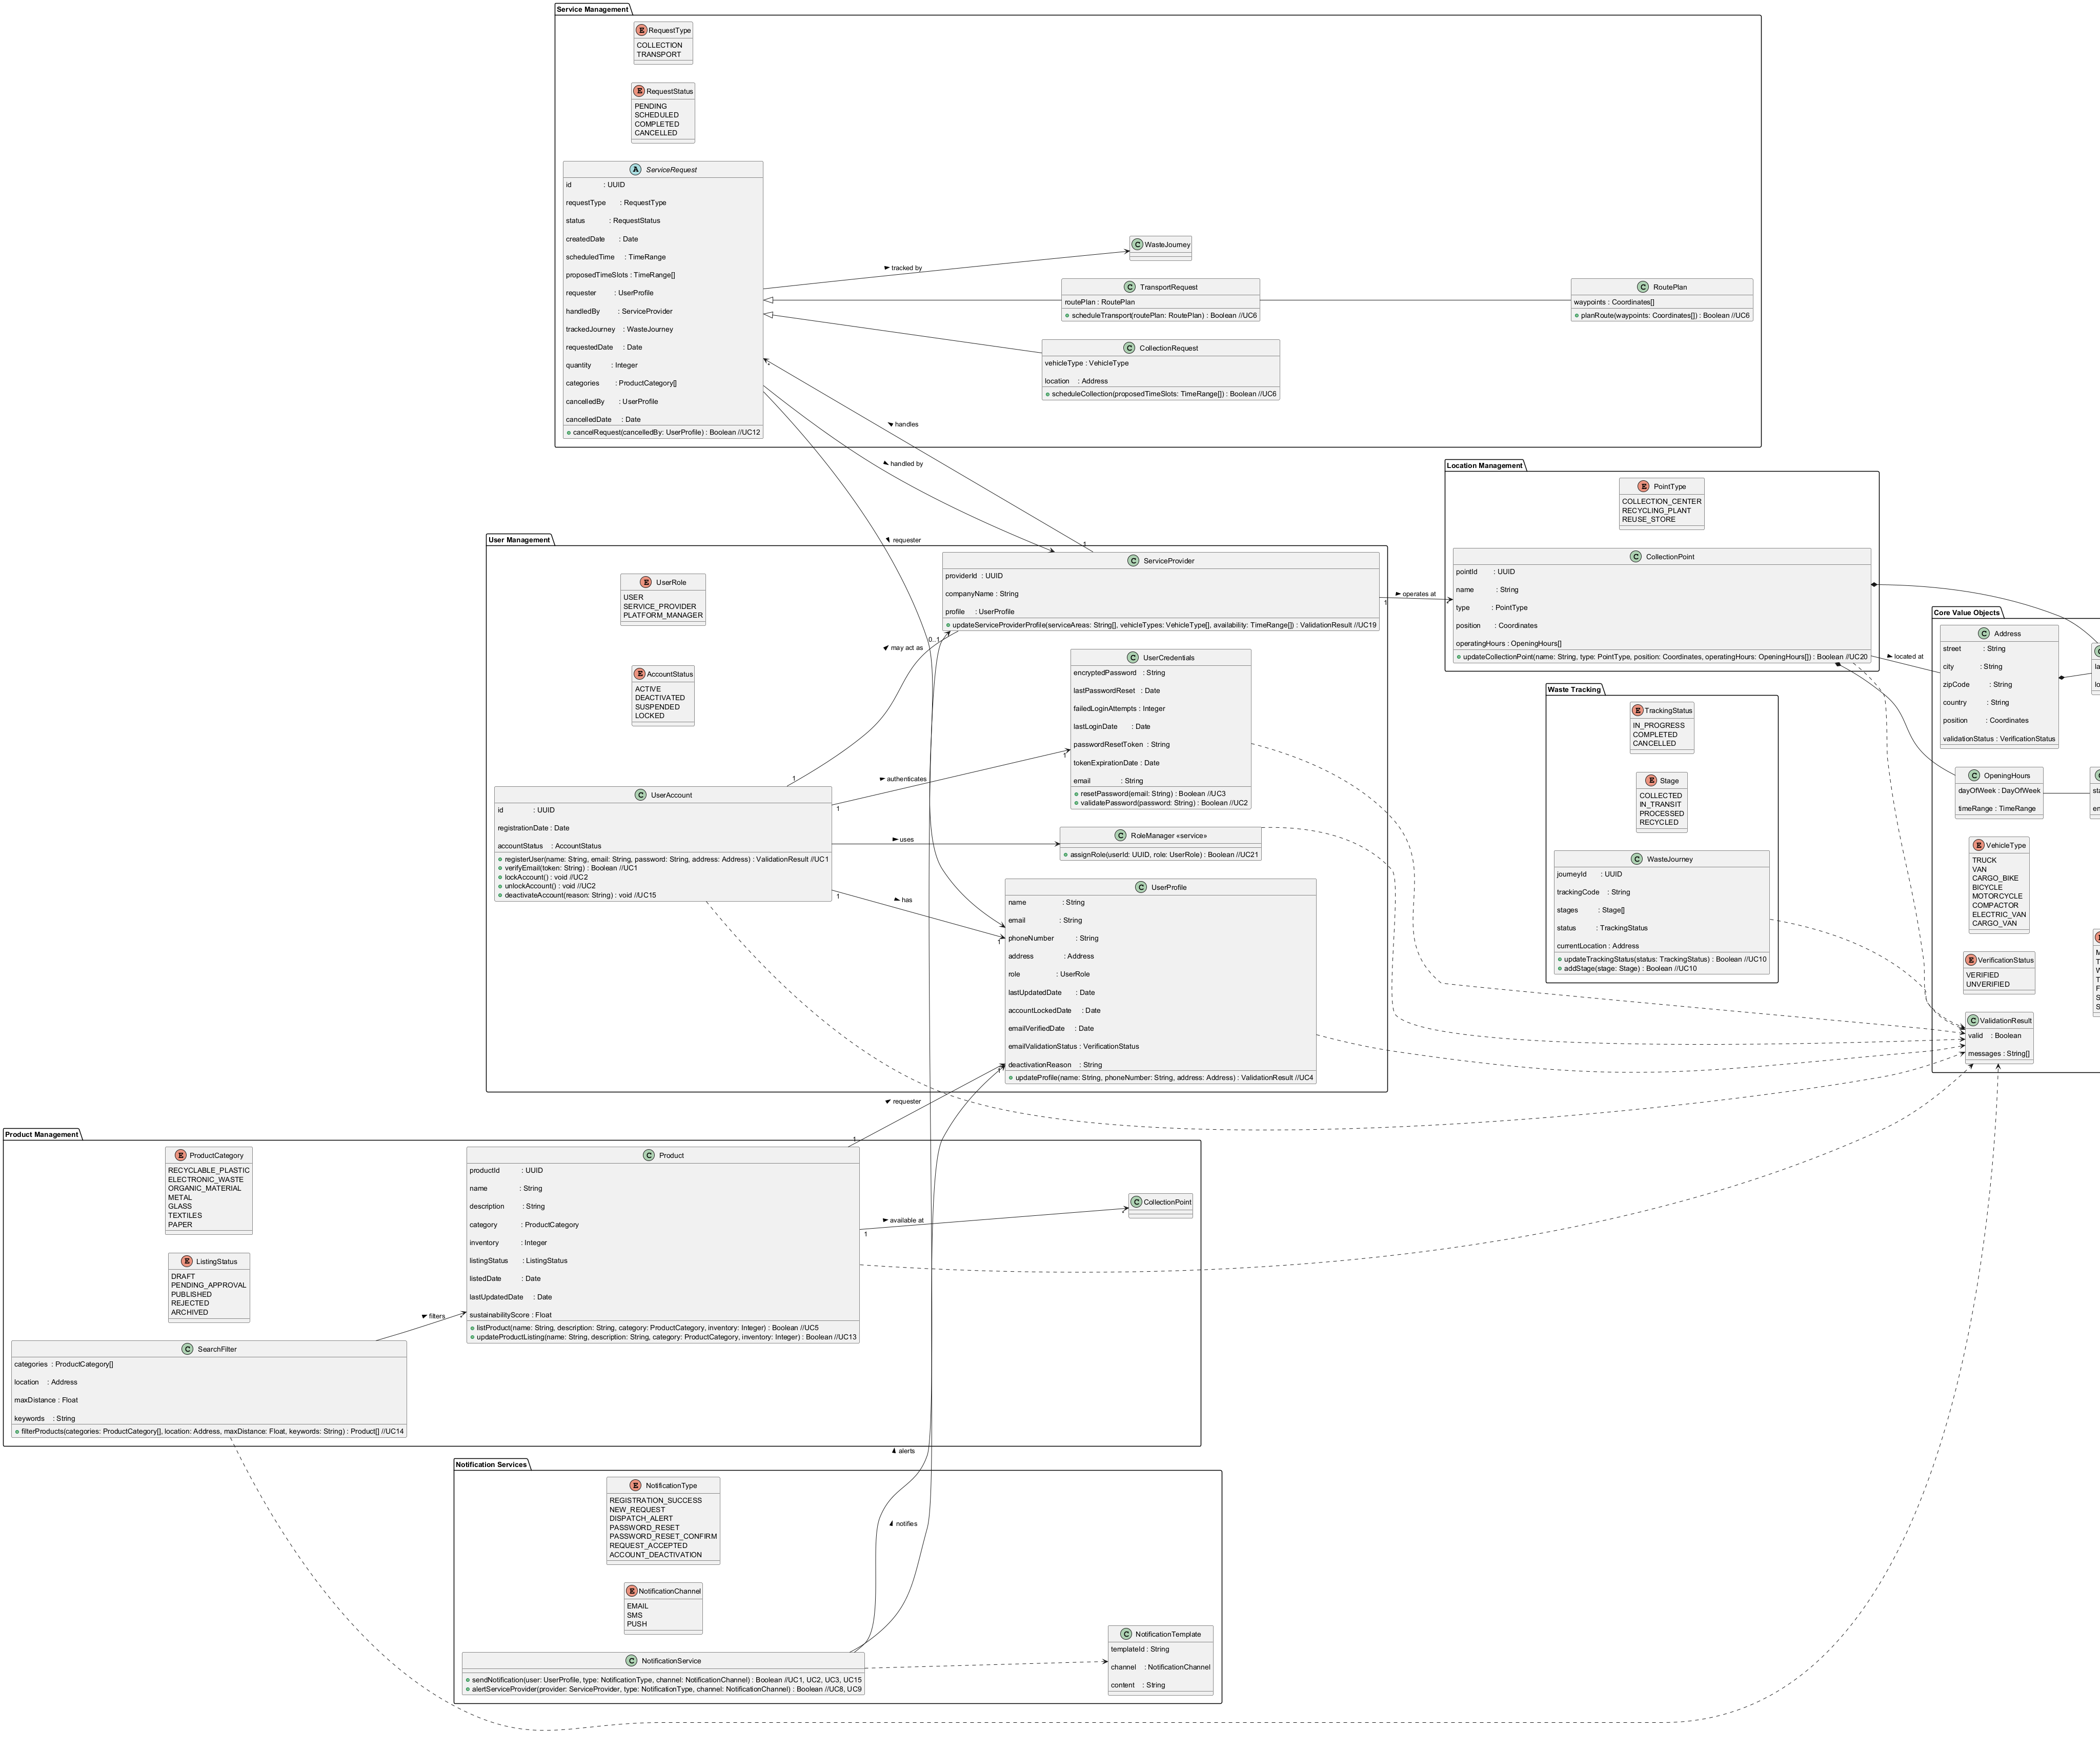 Service Management
E RequestType
COLLECTION
TRANSPORT
E RequestStatus
PENDING
SCHEDULED
COMPLETED
CANCELLED
A ServiceRequest
id : UUID
requestType : RequestType
status : RequestStatus
createdDate : Date
scheduledTime : TimeRange
proposedTimeSlots : TimeRange[]
requester : UserProfile
handledBy : ServiceProvider
trackedJourney : WasteJourney
requestedDate : Date
quantity : Integer
categories : ProductCategory[]
cancelledBy : UserProfile
cancelledDate : Date
cancelRequest(cancelledBy: UserProfile) : Boolean //UC12
tracked by
C WasteJourney
C TransportRequest
routePlan : RoutePlan
scheduleTransport(routePlan: RoutePlan) : Boolean //UC6
C RoutePlan
waypoints : Coordinates[]
planRoute(waypoints: Coordinates[]) : Boolean //UC6
C CollectionRequest
vehicleType : VehicleType
location : Address
scheduleCollection(proposedTimeSlots: TimeRange[]) : Boolean //UC6
handles
handled by
requester
1
User Management
E UserRole
USER
SERVICE_PROVIDER
PLATFORM_MANAGER
E AccountStatus
ACTIVE
DEACTIVATED
SUSPENDED
LOCKED
C UserAccount
id : UUID
registrationDate : Date
accountStatus : AccountStatus
registerUser(name: String, email: String, password: String, address: Address) : ValidationResult //UC1
verifyEmail(token: String) : Boolean //UC1
lockAccount() : void //UC2
unlockAccount() : void //UC2
deactivateAccount(reason: String) : void //UC15
1
may act as
0..1
1
authenticates
1
uses
1
has
1
C ServiceProvider
providerId : UUID
companyName : String
profile : UserProfile
updateServiceProviderProfile(serviceAreas: String[], vehicleTypes: VehicleType[], availability: TimeRange[]) : ValidationResult //UC19
C UserCredentials
encryptedPassword : String
lastPasswordReset : Date
failedLoginAttempts : Integer
lastLoginDate : Date
passwordResetToken : String
tokenExpirationDate : Date
email : String
resetPassword(email: String) : Boolean //UC3
validatePassword(password: String) : Boolean //UC2
C RoleManager «service»
assignRole(userId: UUID, role: UserRole) : Boolean //UC21
C UserProfile
name : String
email : String
phoneNumber : String
address : Address
role : UserRole
lastUpdatedDate : Date
accountLockedDate : Date
emailVerifiedDate : Date
emailValidationStatus : VerificationStatus
deactivationReason : String
updateProfile(name: String, phoneNumber: String, address: Address) : ValidationResult //UC4
1
operates at
Location Management
E PointType
COLLECTION_CENTER
RECYCLING_PLANT
REUSE_STORE
C CollectionPoint
pointId : UUID
name : String
type : PointType
position : Coordinates
operatingHours : OpeningHours[]
updateCollectionPoint(name: String, type: PointType, position: Coordinates, operatingHours: OpeningHours[]) : Boolean //UC20
located at
Waste Tracking
E TrackingStatus
IN_PROGRESS
COMPLETED
CANCELLED
E Stage
COLLECTED
IN_TRANSIT
PROCESSED
RECYCLED
C WasteJourney
journeyId : UUID
trackingCode : String
stages : Stage[]
status : TrackingStatus
currentLocation : Address
updateTrackingStatus(status: TrackingStatus) : Boolean //UC10
addStage(stage: Stage) : Boolean //UC10
Core Value Objects
C Address
street : String
city : String
zipCode : String
country : String
position : Coordinates
validationStatus : VerificationStatus
C OpeningHours
dayOfWeek : DayOfWeek
timeRange : TimeRange
E VehicleType
TRUCK
VAN
CARGO_BIKE
BICYCLE
MOTORCYCLE
COMPACTOR
ELECTRIC_VAN
CARGO_VAN
E VerificationStatus
VERIFIED
UNVERIFIED
C ValidationResult
valid : Boolean
messages : String[]
Product Management
E ProductCategory
RECYCLABLE_PLASTIC
ELECTRONIC_WASTE
ORGANIC_MATERIAL
METAL
GLASS
TEXTILES
PAPER
E ListingStatus
DRAFT
PENDING_APPROVAL
PUBLISHED
REJECTED
ARCHIVED
C SearchFilter
categories : ProductCategory[]
location : Address
maxDistance : Float
keywords : String
filterProducts(categories: ProductCategory[], location: Address, maxDistance: Float, keywords: String) : Product[] //UC14
filters
C Product
productId : UUID
name : String
description : String
category : ProductCategory
inventory : Integer
listingStatus : ListingStatus
listedDate : Date
lastUpdatedDate : Date
sustainabilityScore : Float
listProduct(name: String, description: String, category: ProductCategory, inventory: Integer) : Boolean //UC5
updateProductListing(name: String, description: String, category: ProductCategory, inventory: Integer) : Boolean //UC13
1
requester
1
1
available at
C CollectionPoint
alerts
notifies
Notification Services
E NotificationType
REGISTRATION_SUCCESS
NEW_REQUEST
DISPATCH_ALERT
PASSWORD_RESET
PASSWORD_RESET_CONFIRM
REQUEST_ACCEPTED
ACCOUNT_DEACTIVATION
E NotificationChannel
EMAIL
SMS
PUSH
C NotificationService
sendNotification(user: UserProfile, type: NotificationType, channel: NotificationChannel) : Boolean //UC1, UC2, UC3, UC15
alertServiceProvider(provider: ServiceProvider, type: NotificationType, channel: NotificationChannel) : Boolean //UC8, UC9
C NotificationTemplate
templateId : String
channel : NotificationChannel
content : String